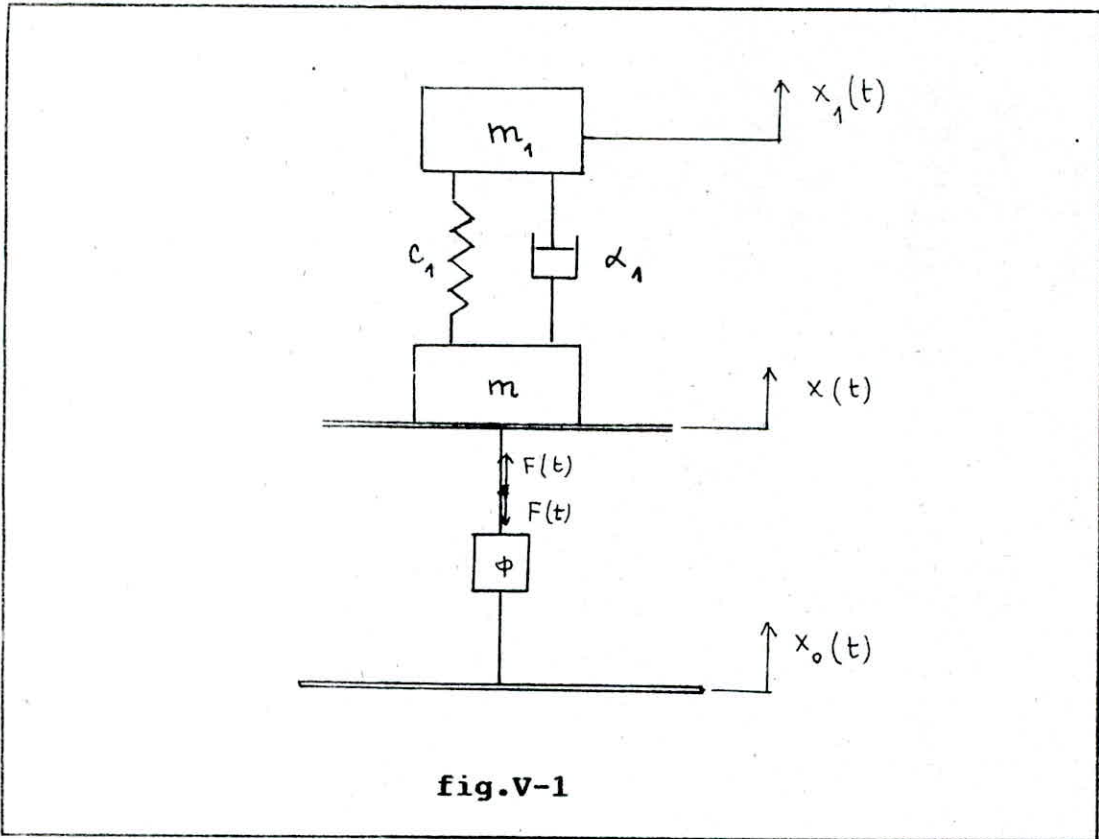 m₁
x₁(t)
c₁
α₁
m
x(t)
F(t)
F(t)
φ
x₀(t)
fig.V-1